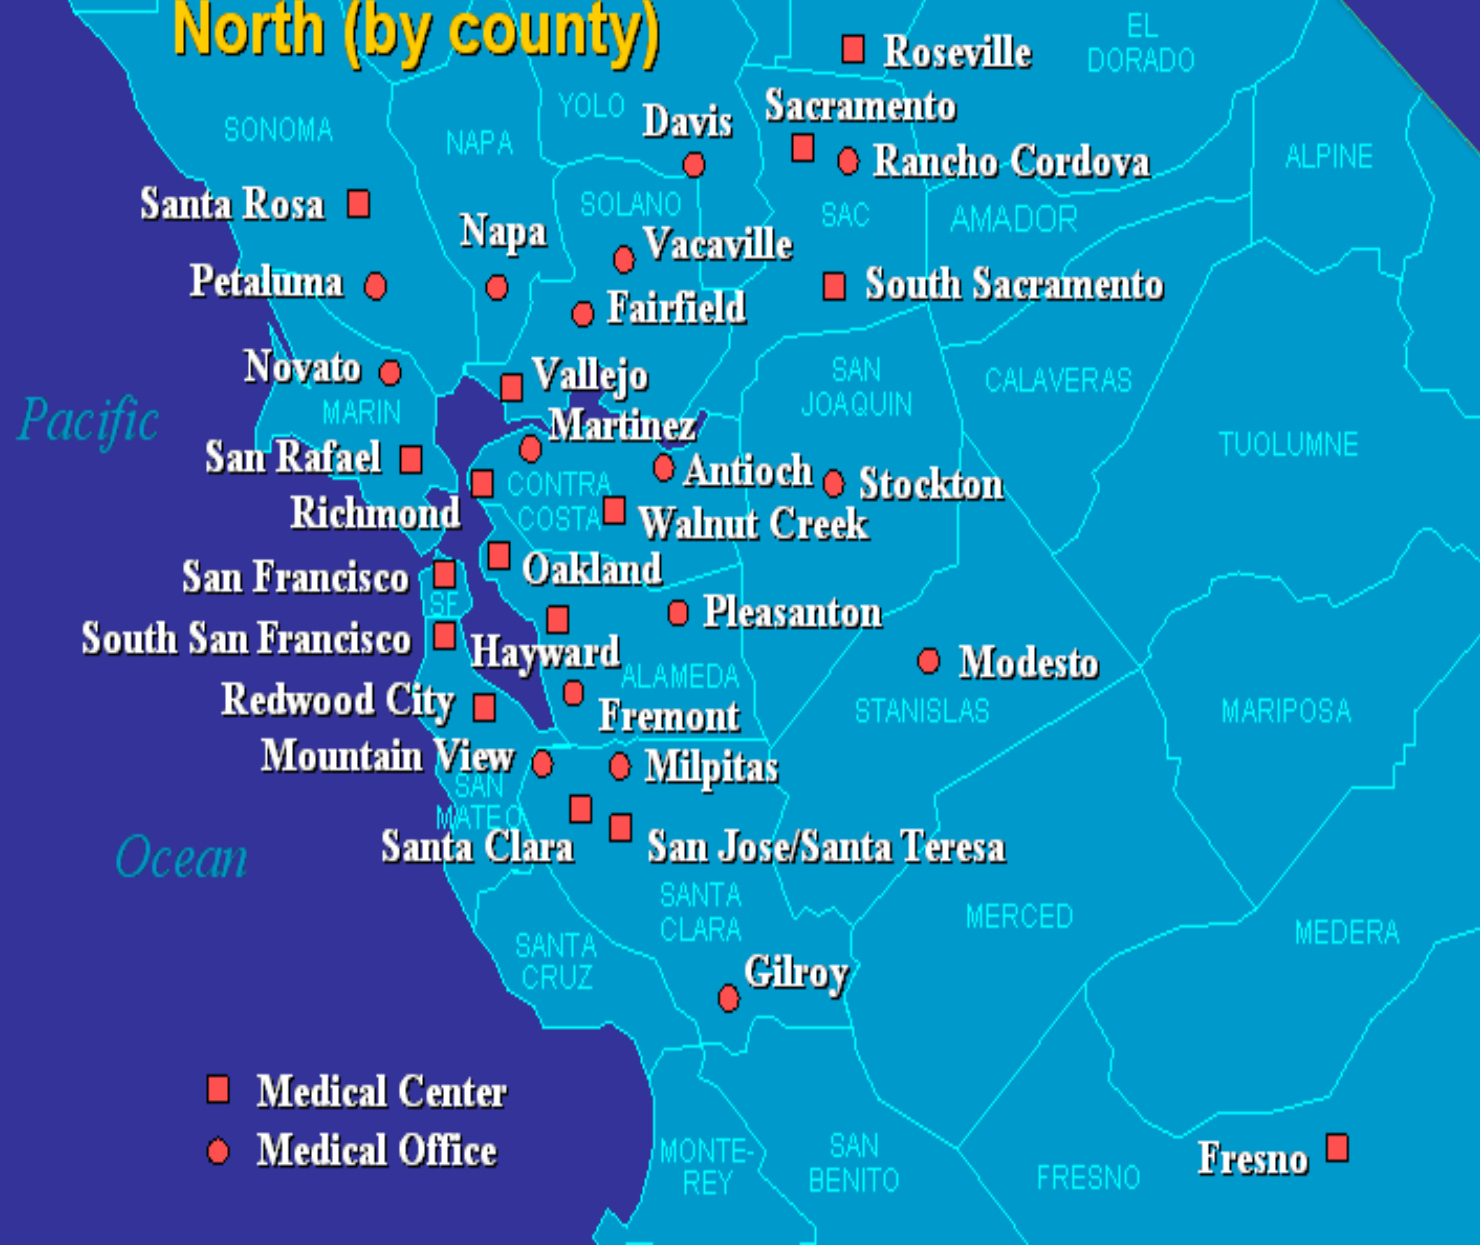 North (by county)
EL
DORADO
Roseville
YOLO
Davis
Sacramento
SONOMA
NAPA
Rancho Cordova
ALPINE
Santa Rosa
SOLANO
SAC
AMADOR
Napa
Vacaville
Petaluma
South Sacramento
Fairfield
Novato
Vallejo
SAN
JOAQUIN
CALAVERAS
Pacific
MARIN
Martinez
TUOLUMNE
San Rafael
Antioch
Stockton
CONTRA
COSTA
Richmond
Walnut Creek
San Francisco
Oakland
SF
Pleasanton
South San Francisco
Hayward
Modesto
ALAMEDA
Redwood City
Fremont
STANISLAS
MARIPOSA
Mountain View
Milpitas
SAN
MATEO
Santa Clara
San Jose/Santa Teresa
Ocean
SANTA
CLARA
MERCED
MEDERA
SANTA
CRUZ
Gilroy
Medical Center
Medical Office
MONTE-
REY
SAN
BENITO
FRESNO
Fresno